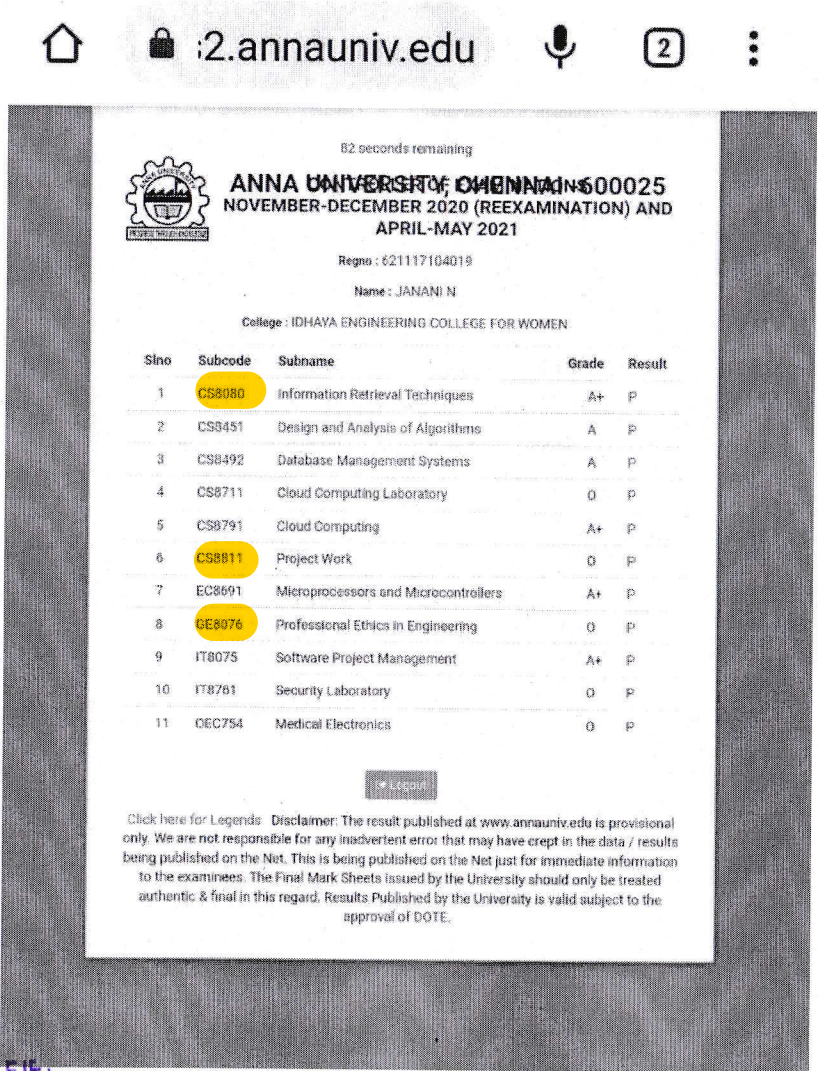 :2.annauniv.edu 2
82 seconds remaining
ANNA UNIVERSITY, CHENNAI - 600025
NOVEMBER-DECEMBER 2020 (REEXAMINATION) AND
APRIL-MAY 2021
Regno : 621117104019
Name : JANANI N
College : IDHAYA ENGINEERING COLLEGE FOR WOMEN
Slno Subcode Subname Grade Result
1 CS8080 Information Retrieval Techniques A+ P
2 CS8451 Design and Analysis of Algorithms A P
3 CS8492 Database Management Systems A P
4 CS8711 Cloud Computing Laboratory O P
5 CS8791 Cloud Computing A+ P
6 CS8811 Project Work O P
7 EC8691 Microprocessors and Microcontrollers A+ P
8 GE8076 Professional Ethics in Engineering O P
9 IT8075 Software Project Management A+ P
10 IT8761 Security Laboratory O P
11 OEC754 Medical Electronics O P
Logout
Click here for Legends Disclaimer: The result published at www.annauniv.edu is provisional
only. We are not responsible for any inadvertent error that may have crept in the data / results
being published on the Net. This is being published on the Net just for immediate information
to the examinees. The Final Mark Sheets issued by the University should only be treated
authentic & final in this regard. Results Published by the University is valid subject to the
approval of DOTE.